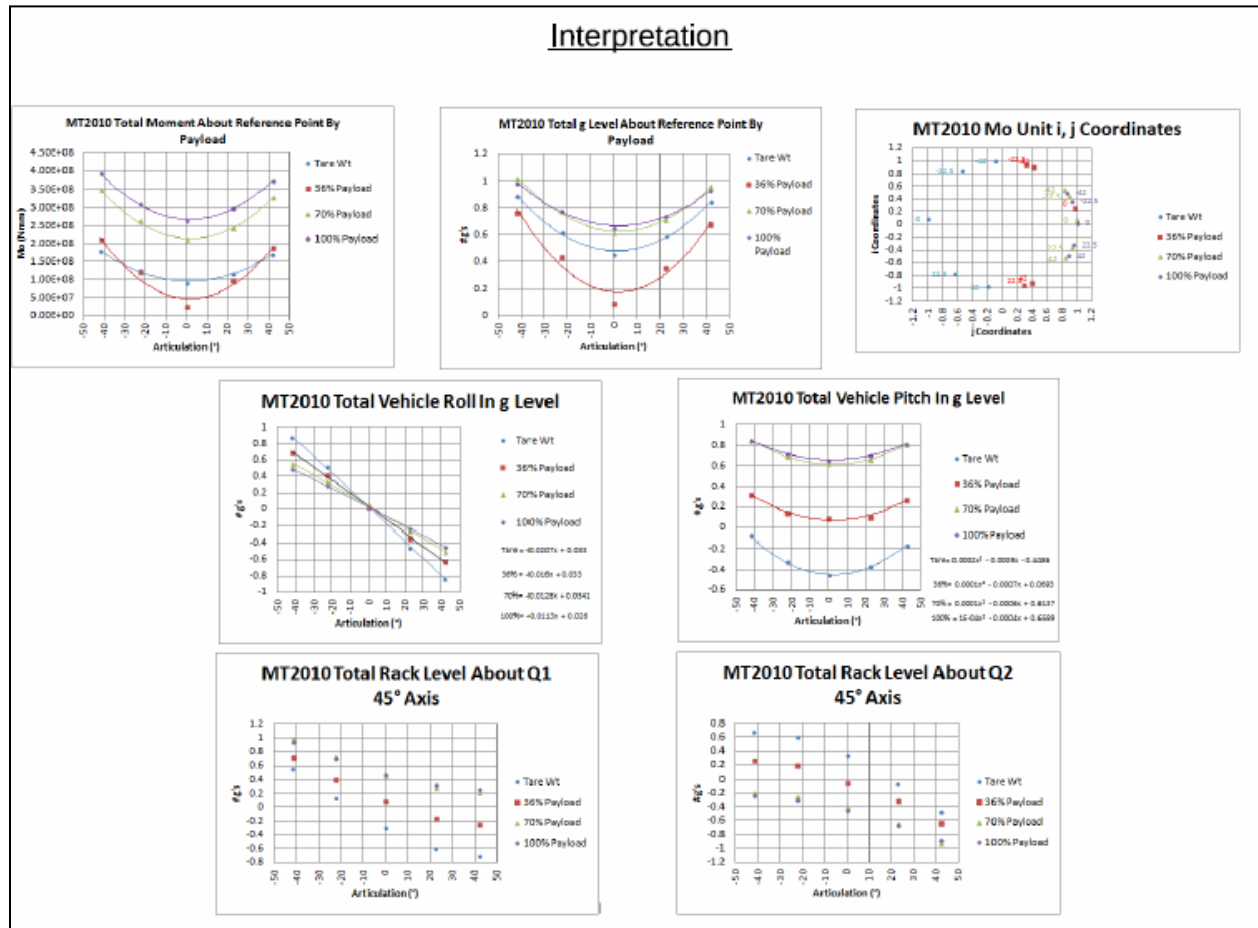 Interpretation
MT2010 Total Moment About Reference Point By
Payload
4.50E+08
4.00E+08
3.50E+08
3.00E+08
2.50E+08
2.00E+08
1.50E+08
1.00E+08
5.00E+07
0.00E+00
-50
-40
-30
-20
-10
0
10
20
30
40
50
Articulation (°)
Tare Wt
36% Payload
70% Payload
100% Payload
MT2010 Total g Level About Reference Point By
Payload
#g's
1.2
1
0.8
0.6
0.4
0.2
0
-50
-40
-30
-20
-10
0
10
20
30
40
50
Articulation (°)
Tare Wt
36% Payload
70% Payload
100%
Payload
MT2010 Mo Unit i, j Coordinates
i Coordinates
1.2
1
0.8
0.6
0.4
0.2
0
-0.2
-0.4
-0.6
-0.8
-1
-1.2
-1.2
-1
-0.8
-0.6
-0.4
-0.2
0
0.2
0.4
0.6
0.8
1
1.2
j Coordinates
Tare Wt
36% Payload
70% Payload
100% Payload
MT2010 Total Vehicle Roll In g Level
#g's
1
0.8
0.6
0.4
0.2
0
-0.2
-0.4
-0.6
-0.8
-1
-50
-40
-30
-20
-10
0
10
20
30
40
50
Articulation (°)
Tare Wt
36% Payload
70% Payload
100% Payload
MT2010 Total Vehicle Pitch In g Level
#g's
1
0.8
0.6
0.4
0.2
0
-0.2
-0.4
-0.6
-50
-40
-30
-20
-10
0
10
20
30
40
50
Articulation (°)
Tare Wt
36% Payload
70% Payload
100% Payload
MT2010 Total Rack Level About Q1
45° Axis
#g's
1.2
1
0.8
0.6
0.4
0.2
0
-0.2
-0.4
-0.6
-0.8
-50
-40
-30
-20
-10
0
10
20
30
40
50
Articulation (°)
Tare Wt
36% Payload
70% Payload
100% Payload
MT2010 Total Rack Level About Q2
45° Axis
#g's
0.8
0.6
0.4
0.2
0
-0.2
-0.4
-0.6
-0.8
-1
-1.2
-50
-40
-30
-20
-10
0
10
20
30
40
50
Articulation (°)
Tare Wt
36% Payload
70% Payload
100% Payload